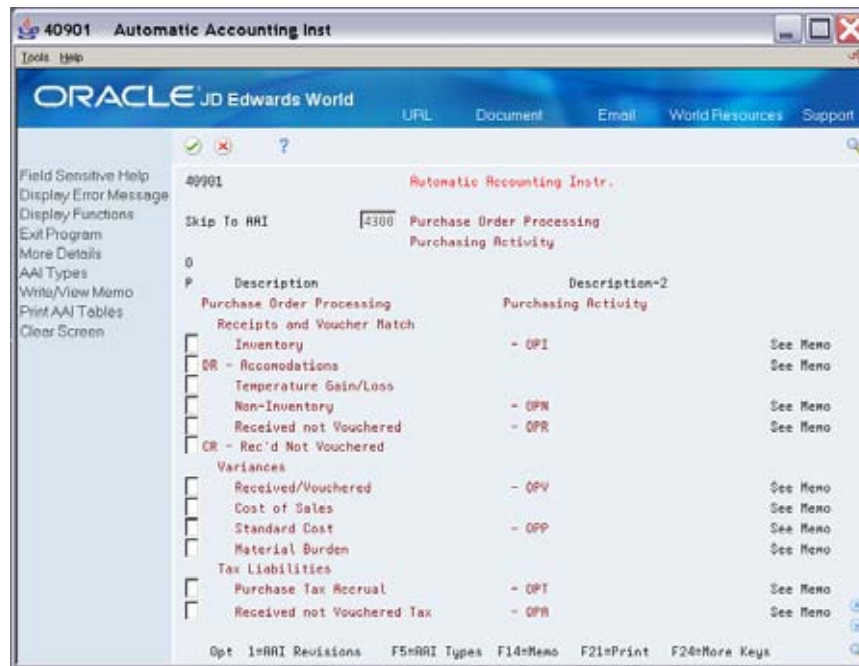 40901 Automatic Accounting Inst
Tools Help
ORACLE JD Edwards World
URL Document Email World Resources Support
?
Field Sensitive Help
Display Error Message
Display Functions
Exit Program
More Details
AAI Types
Write/View Memo
Print AAI Tables
Clear Screen
40901 Automatic Accounting Instr.
Skip To AAI 4300 Purchase Order Processing
Purchasing Activity
O
P Description Description-2
Purchase Order Processing Purchasing Activity
Receipts and Voucher Match
Inventory - OPI See Memo
DR - Accomodations See Memo
Temperature Gain/Loss
Non-Inventory - OPN See Memo
Received not Vouchered - OPR See Memo
CR - Rec'd Not Vouchered
Variances
Received/Vouchered - OPV See Memo
Cost of Sales See Memo
Standard Cost - OPP See Memo
Material Burden See Memo
Tax Liabilities
Purchase Tax Accrual - OPT See Memo
Received not Vouchered Tax - OPA See Memo
Opt 1=AAI Revisions F5=AAI Types F14=Memo F21=Print F24=More Keys